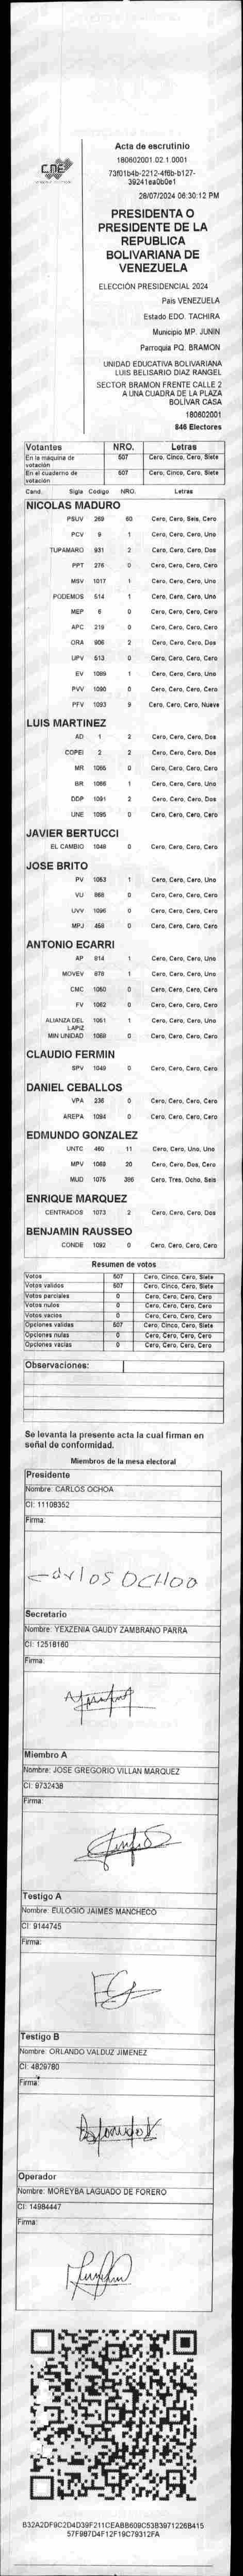 CNE
Acta de escrutinio
180602001.02.1.0001
73f01b4b-2212-4f6b-b127-
39241ea0b0e1
28/07/2024 06:30:12 PM
PRESIDENTA O
PRESIDENTE DE LA
REPUBLICA
BOLIVARIANA DE
VENEZUELA
ELECCIÓN PRESIDENCIAL 2024
Pais VENEZUELA
Estado EDO. TACHIRA
Municipio MP. JUNIN
Parroquia PQ. BRAMON
UNIDAD EDUCATIVA BOLIVARIANA
LUIS BELISARIO DIAZ RANGEL
SECTOR BRAMON FRENTE CALLE 2
A UNA CUADRA DE LA PLAZA
BOLIVAR CASA
180602001
846 Electores
Votantes NRO. Letras
En la maquina de votación 507 Cero, Cinco, Cero, Siete
En el cuaderno de votación 507 Cero, Cinco, Cero, Siete
Cand. Sigla Codigo NRO. Letras
NICOLAS MADURO
PSUV 269 60 Cero, Cero, Seis, Cero
PCV 9 1 Cero, Cero, Cero, Uno
TUPAMARO 931 2 Cero, Cero, Cero, Dos
PPT 276 0 Cero, Cero, Cero, Cero
MSV 1017 1 Cero, Cero, Cero, Uno
PODEMOS 514 1 Cero, Cero, Cero, Uno
MEP 6 0 Cero, Cero, Cero, Cero
APC 219 0 Cero, Cero, Cero, Cero
ORA 906 2 Cero, Cero, Cero, Dos
UPV 513 0 Cero, Cero, Cero, Cero
EV 1089 1 Cero, Cero, Cero, Uno
PVV 1090 0 Cero, Cero, Cero, Cero
PFV 1093 9 Cero, Cero, Cero, Nueve
LUIS MARTINEZ
AD 1 2 Cero, Cero, Cero, Dos
COPEI 2 2 Cero, Cero, Cero, Dos
MR 1065 0 Cero, Cero, Cero, Cero
BR 1066 1 Cero, Cero, Cero, Uno
DDP 1091 2 Cero, Cero, Cero, Dos
UNE 1095 0 Cero, Cero, Cero, Cero
JAVIER BERTUCCI
EL CAMBIO 1048 0 Cero, Cero, Cero, Cero
JOSE BRITO
PV 1053 1 Cero, Cero, Cero, Uno
VU 868 0 Cero, Cero, Cero, Cero
UVV 1096 0 Cero, Cero, Cero, Cero
MPJ 456 0 Cero, Cero, Cero, Cero
ANTONIO ECARRI
AP 814 1 Cero, Cero, Cero, Uno
MOVEV 878 1 Cero, Cero, Cero, Uno
CMC 1050 0 Cero, Cero, Cero, Cero
FV 1062 0 Cero, Cero, Cero, Cero
ALIANZA DEL LAPIZ 1051 1 Cero, Cero, Cero, Uno
MIN UNIDAD 1068 0 Cero, Cero, Cero, Cero
CLAUDIO FERMIN
SPV 1049 0 Cero, Cero, Cero, Cero
DANIEL CEBALLOS
VPA 236 0 Cero, Cero, Cero, Cero
AREPA 1094 0 Cero, Cero, Cero, Cero
EDMUNDO GONZALEZ
UNTC 460 11 Cero, Cero, Uno, Uno
MPV 1069 20 Cero, Cero, Dos, Cero
MUD 1075 386 Cero, Tres, Ocho, Seis
ENRIQUE MARQUEZ
CENTRADOS 1073 2 Cero, Cero, Cero, Dos
BENJAMIN RAUSSEO
CONDE 1092 0 Cero, Cero, Cero, Cero
Resumen de votos
Votos 507 Cero, Cinco, Cero, Siete
Votos validos 507 Cero, Cinco, Cero, Siete
Votos parciales 0 Cero, Cero, Cero, Cero
Votos nulos 0 Cero, Cero, Cero, Cero
Votos vacios 0 Cero, Cero, Cero, Cero
Opciones validas 507 Cero, Cinco, Cero, Siete
Opciones nulas 0 Cero, Cero, Cero, Cero
Opciones vacias 0 Cero, Cero, Cero, Cero
Observaciones:
Se levanta la presente acta la cual firman en
señal de conformidad.
Miembros de la mesa electoral
Presidente
Nombre: CARLOS OCHOA
CI: 11108352
Firma:
Carlos OCHOA
Secretario
Nombre: YEXZENIA GAUDY ZAMBRANO PARRA
CI: 12518160
Firma:
Miembro A
Nombre: JOSE GREGORIO VILLAN MARQUEZ
CI: 9732438
Firma:
Testigo A
Nombre: EULOGIO JAIMES MANCHECO
CI: 9144745
Firma:
Testigo B
Nombre: ORLANDO VALDUZ JIMENEZ
CI: 4829780
Firma:
Operador
Nombre: MOREYBA LAGUADO DE FORERO
CI: 14984447
Firma:
B32A2DF9C2D4D39F211CEABB609C53B3971226B415
57F987D4F12F19C79312FA